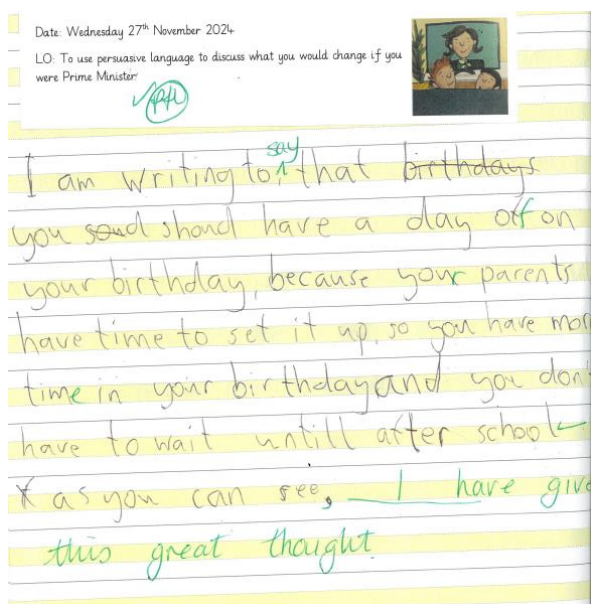 Date: Wednesday 27th November 2024
LO: To use persuasive language to discuss what you would change if you
were Prime Minister
say
I am writing to that birthdays
you soud shoud have a day off on
your birthday, because your parents
have time to set it up, so you have mor
time in your birthday and you don't
have to wait untill after school
as you can see, I have give
this great thought